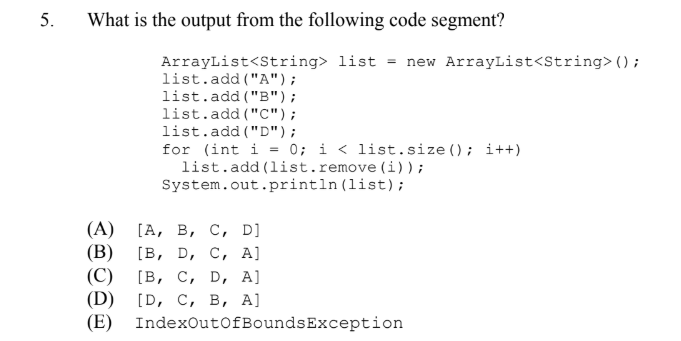 5. What is the output from the following code segment?
ArrayList<String> list = new ArrayList<String>();
list.add("A");
list.add("B");
list.add("C");
list.add("D");
for (int i = 0; i < list.size(); i++)
list.add(list.remove(i));
System.out.println(list);
(A) [A, B, C, D]
(B) [B, D, C, A]
(C) [B, C, D, A]
(D) [D, C, B, A]
(E) IndexOutOfBoundsException